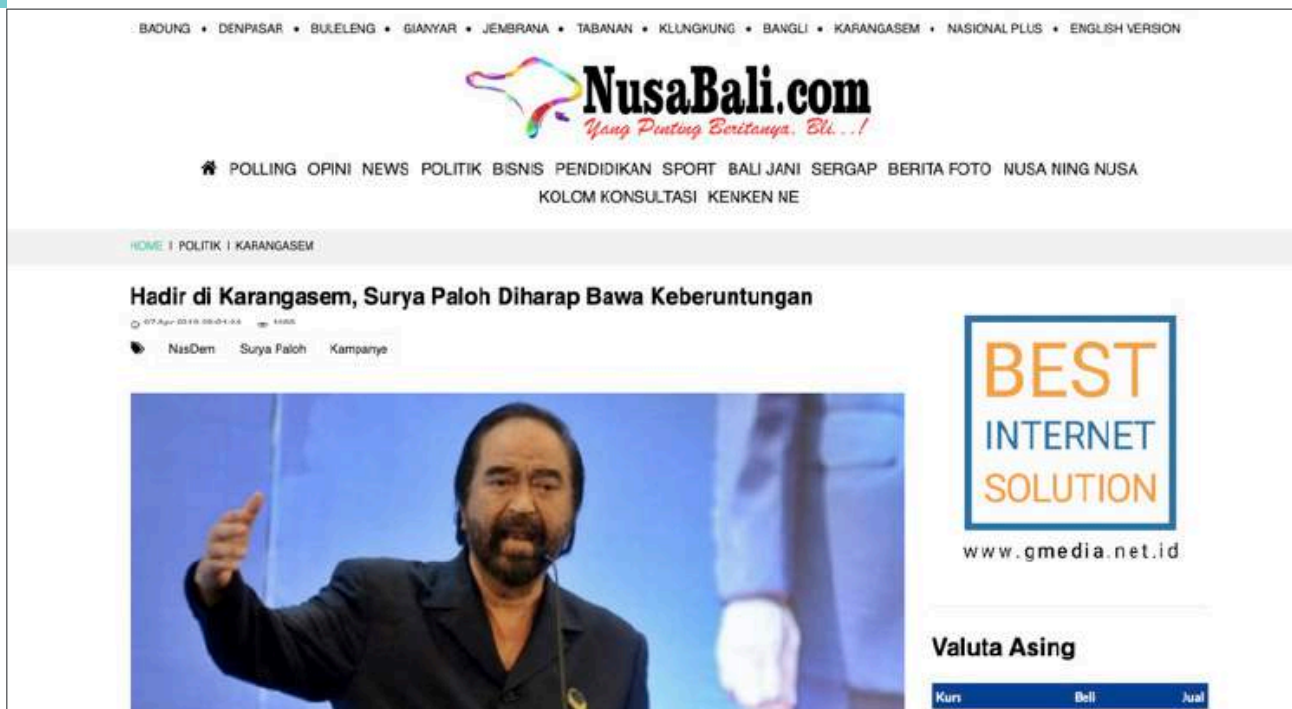 BADUNG • DENPASAR • BULELENG • GIANYAR • JEMBRANA • TABANAN • KLUNGKUNG • BANGLI • KARANGASEM • NASIONAL PLUS • ENGLISH VERSION
NusaBali.com
Yang Penting Beritanya. Bli...!
POLLING OPINI NEWS POLITIK BISNIS PENDIDIKAN SPORT BALI JANI SERGAP BERITA FOTO NUSA NING NUSA
KOLOM KONSULTASI KENKEN NE
HOME I POLITIK I KARANGASEM
Hadir di Karangasem, Surya Paloh Diharap Bawa Keberuntungan
07 Apr
NasDem Surya Paloh Kampanye
BEST
INTERNET
SOLUTION
www.gmedia.net.id
Valuta Asing
Kurs Beli Jual